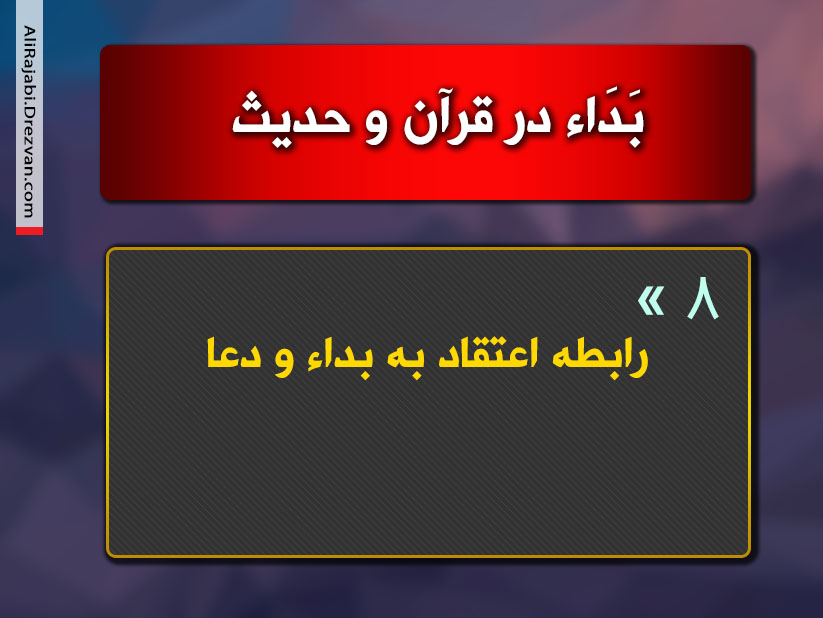 بَدَاء در قرآن و حدیث
۸ »
رابطه اعتقاد به بداء و دعا
AliRajabi.Drezvan.com